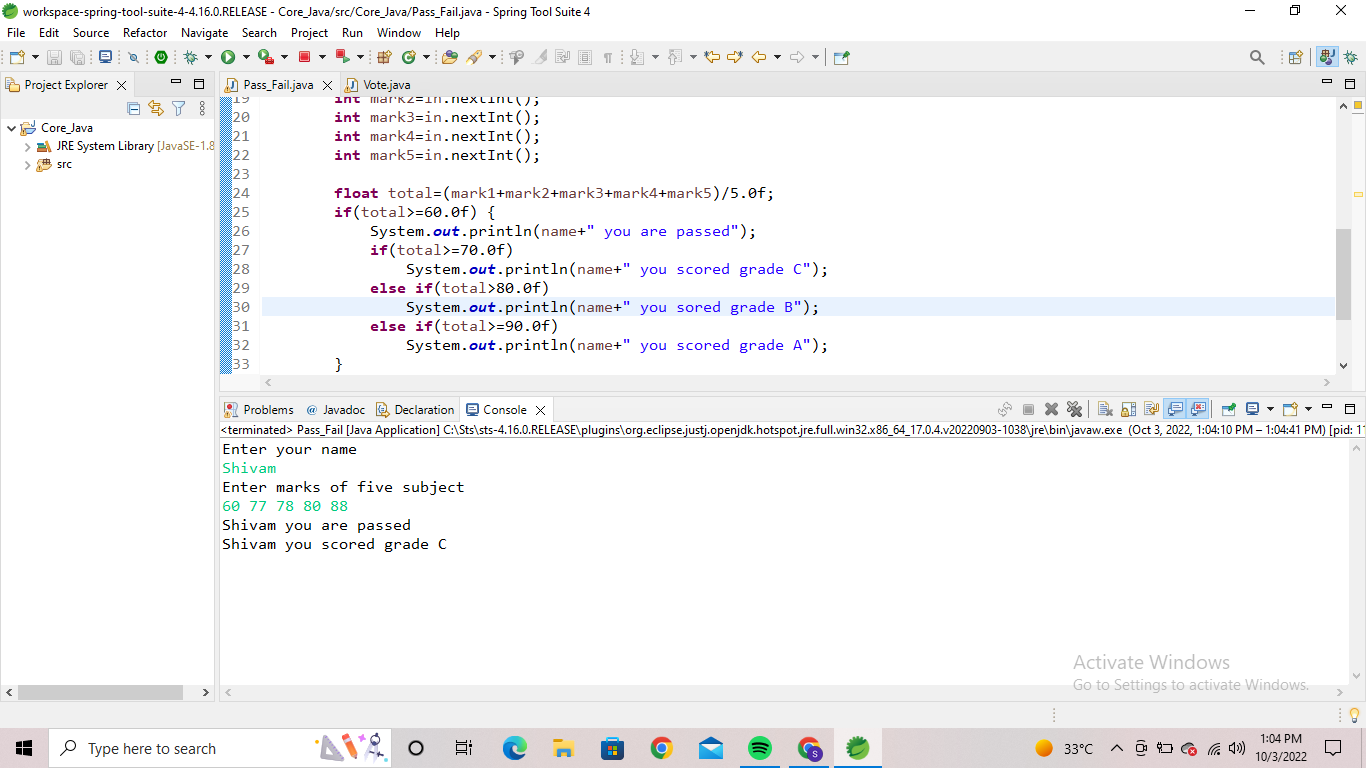 workspace-spring-tool-suite-4-4.16.0.RELEASE - Core_Java/src/Core_Java/Pass_Fail.java - Spring Tool Suite 4
File Edit Source Refactor Navigate Search Project Run Window Help
Project Explorer
Core_Java
JRE System Library [JavaSE-1.8
src
Pass_Fail.java
Vote.java
19 int mark2=in.nextInt();
20 int mark3=in.nextInt();
21 int mark4=in.nextInt();
22 int mark5=in.nextInt();
23
24 float total=(mark1+mark2+mark3+mark4+mark5)/5.0f;
25 if(total>=60.0f) {
26 System.out.println(name+" you are passed");
27 if(total>=70.0f)
28 System.out.println(name+" you scored grade C");
29 else if(total>80.0f)
30 System.out.println(name+" you sored grade B");
31 else if(total>=90.0f)
32 System.out.println(name+" you scored grade A");
33 }
Problems @ Javadoc Declaration Console
<terminated> Pass_Fail [Java Application] C:\Sts\sts-4.16.0.RELEASE\plugins\org.eclipse.justj.openjdk.hotspot.jre.full.win32.x86_64_17.0.4.v20220903-1038\jre\bin\javaw.exe (Oct 3, 2022, 1:04:10 PM – 1:04:41 PM) [pid: 1
Enter your name
Shivam
Enter marks of five subject
60 77 78 80 88
Shivam you are passed
Shivam you scored grade C
Activate Windows
Go to Settings to activate Windows.
Type here to search
S
33°C
1:04 PM
10/3/2022